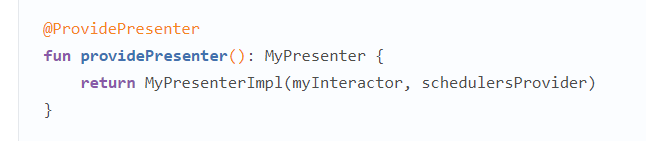 @ProvidePresenter
fun providePresenter(): MyPresenter {
    return MyPresenterImpl(myInteractor, schedulersProvider)
}